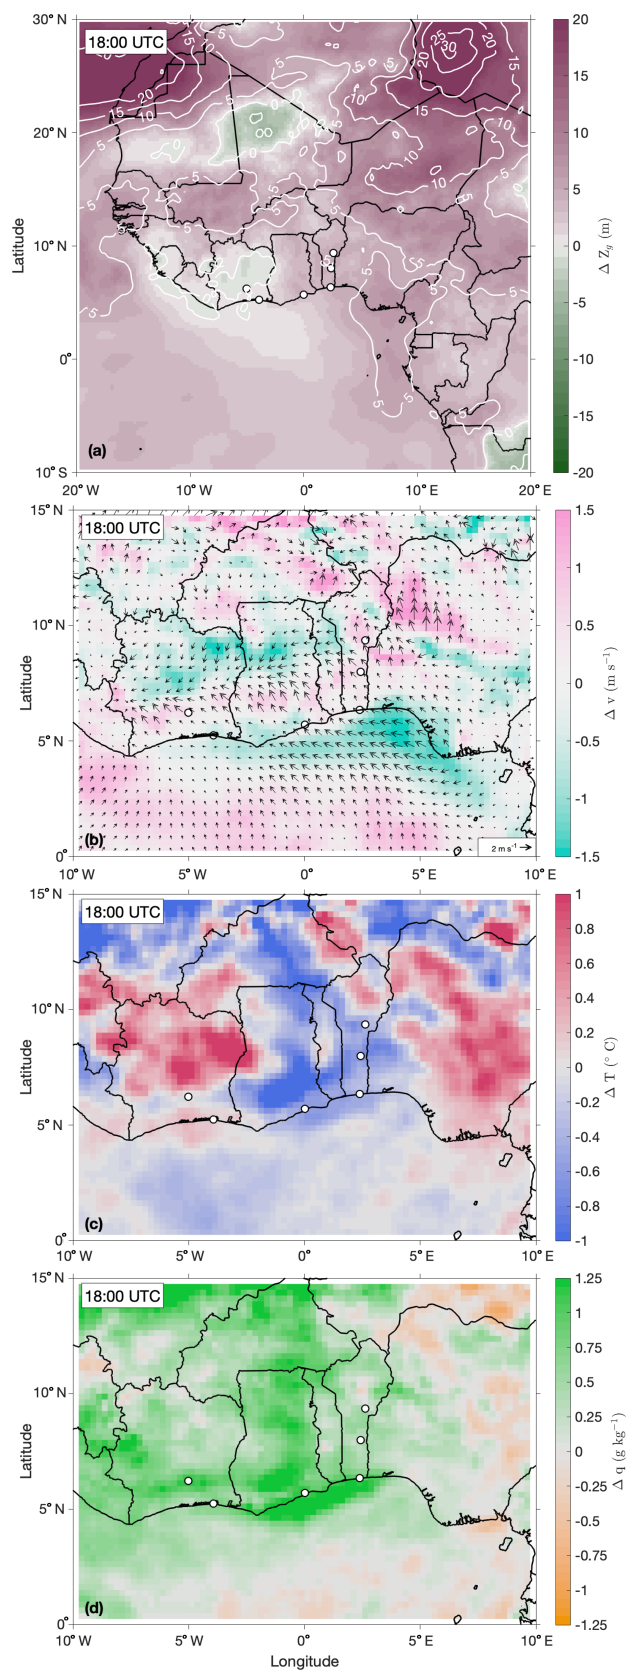 30° N
18:00 UTC
20° N
10° N
0°
10° S
Latitude
(a)
20° W
10° W
0°
10° E
20° E
20
15
10
5
0
-5
-10
-15
-20
Δ Zg (m)
15° N
18:00 UTC
10° N
5° N
0°
Latitude
(b)
2 m s⁻¹
10° W
5° W
0°
5° E
10° E
1.5
1
0.5
0
-0.5
-1
-1.5
Δ v (m s⁻¹)
15° N
18:00 UTC
10° N
5° N
0°
Latitude
(c)
10° W
5° W
0°
5° E
10° E
1
0.8
0.6
0.4
0.2
0
-0.2
-0.4
-0.6
-0.8
-1
Δ T (° C)
15° N
18:00 UTC
10° N
5° N
0°
Latitude
(d)
10° W
5° W
0°
5° E
10° E
Longitude
1.25
1
0.75
0.5
0.25
0
-0.25
-0.5
-0.75
-1
-1.25
Δ q (g kg⁻¹)